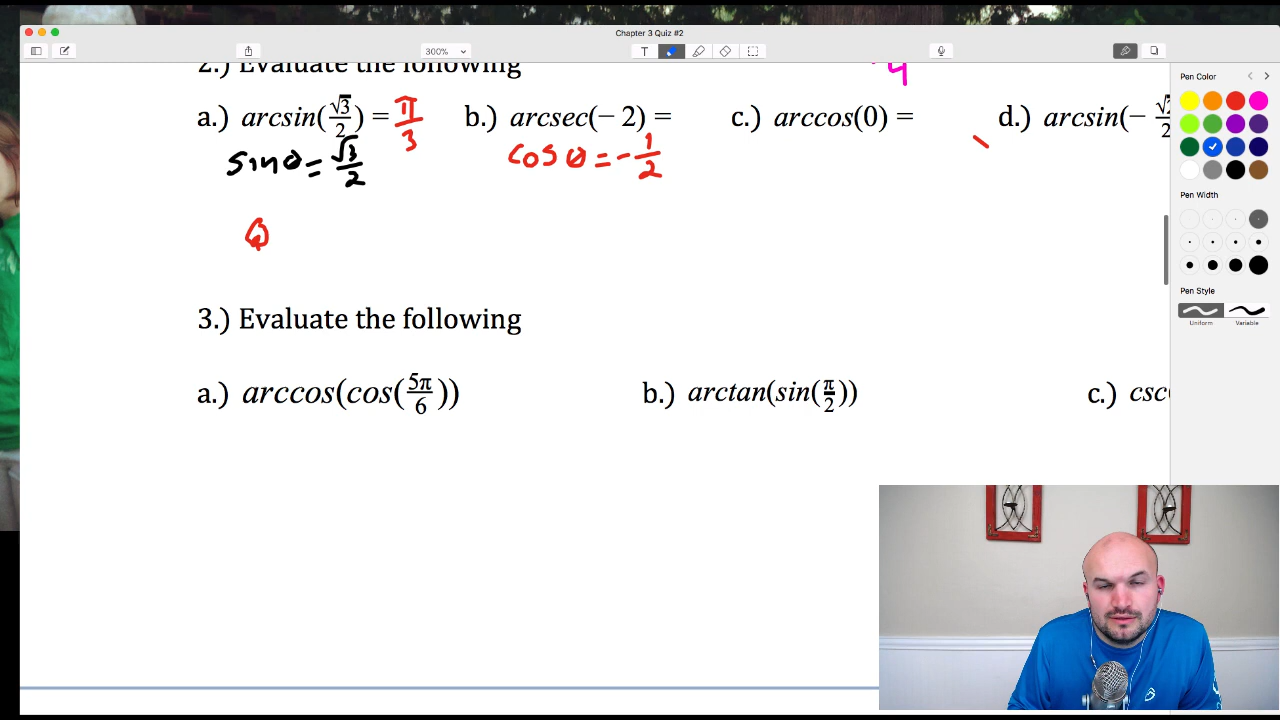 Chapter 3 Quiz #2
300%
T
2.) Evaluate the following
4
a.) arcsin(√3/2) = π/3
b.) arcsec(− 2) =
c.) arccos(0) =
d.) arcsin(− √
sinθ = √3/2
cos θ = -1/2
3.) Evaluate the following
a.) arccos(cos(5π/6))
b.) arctan(sin(π/2))
c.) csc(
Pen Color
Pen Width
Pen Style
Uniform
Variable